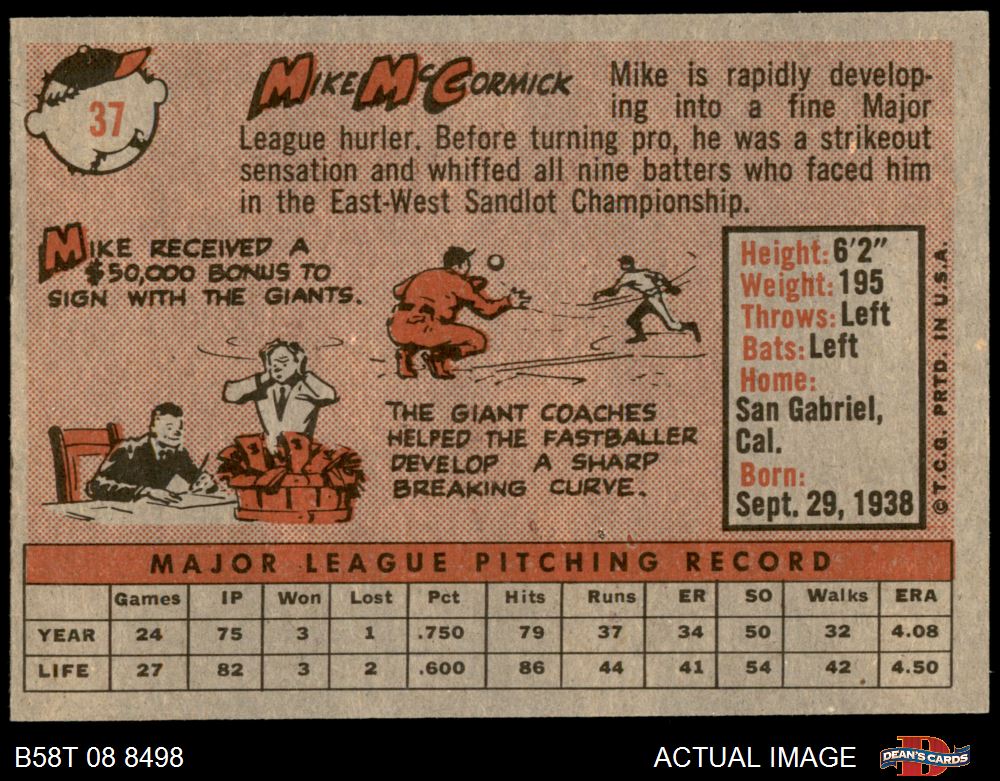 37
Mike McCormick
Mike is rapidly develop-
ing into a fine Major
League hurler. Before turning pro, he was a strikeout
sensation and whiffed all nine batters who faced him
in the East-West Sandlot Championship.
MIKE RECEIVED A
$50,000 BONUS TO
SIGN WITH THE GIANTS.
THE GIANT COACHES
HELPED THE FASTBALLER
DEVELOP A SHARP
BREAKING CURVE.
Height: 6'2"
Weight: 195
Throws: Left
Bats: Left
Home:
San Gabriel,
Cal.
Born:
Sept. 29, 1938
© T.C.G. PRTD. IN U.S.A.
MAJOR LEAGUE PITCHING RECORD
Games IP Won Lost Pct Hits Runs ER SO Walks ERA
YEAR 24 75 3 1 .750 79 37 34 50 32 4.08
LIFE 27 82 3 2 .600 86 44 41 54 42 4.50
B58T 08 8498
ACTUAL IMAGE
DEAN'S CARDS